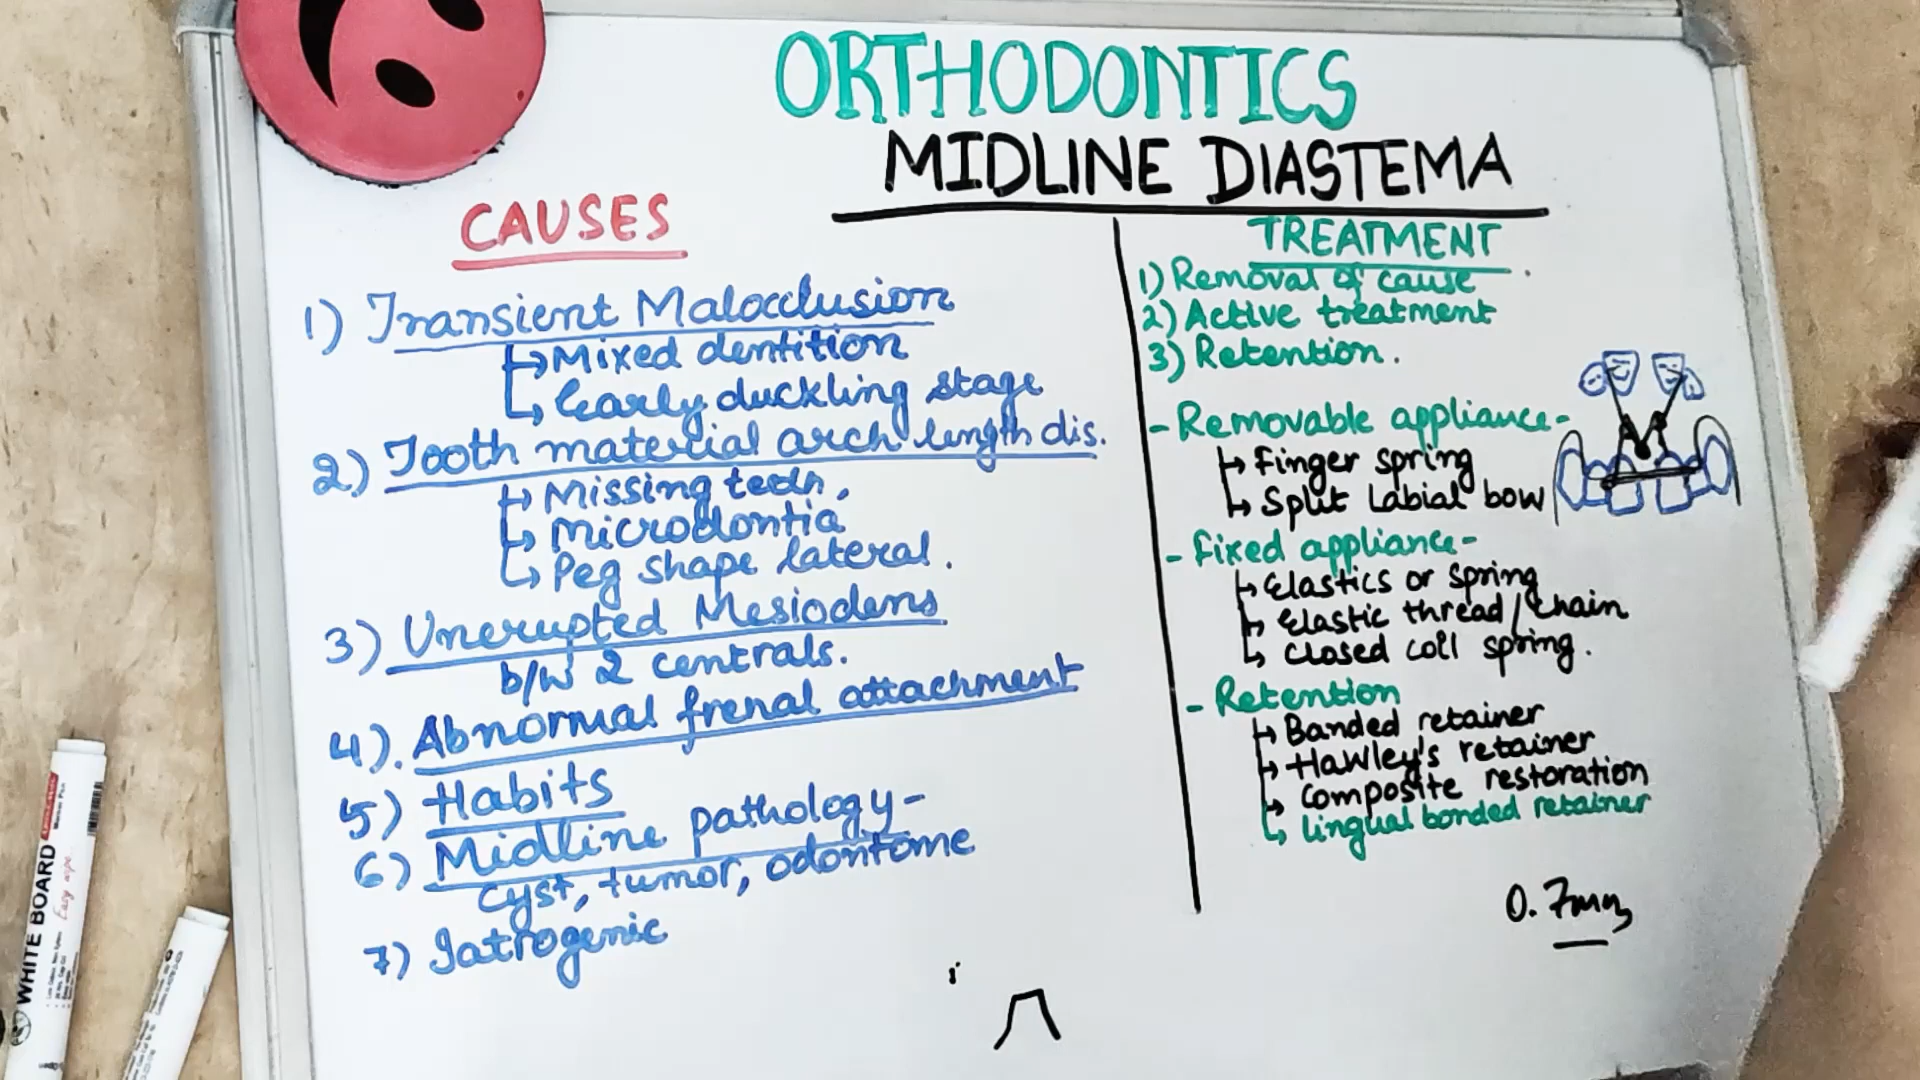 ORTHODONTICS
MIDLINE DIASTEMA
CAUSES
1) Transient Malocclusion
Mixed dentition
Early duckling stage
2) Tooth material arch length dis.
Missing teeth,
Microdontia
Peg shape lateral.
3) Unerupted Mesiodens
b/w 2 centrals.
4). Abnormal frenal attachment
5) Habits
6) Midline pathology-
cyst, tumor, odontome
7) Iatrogenic
TREATMENT
1) Removal of cause
2) Active treatment
3) Retention.
- Removable appliance-
Finger spring
Split Labial bow
- Fixed appliance-
Elastics or spring
Elastic thread/chain
Closed coil spring.
- Retention
Banded retainer
Hawley's retainer
Composite restoration
lingual bonded retainer
0.7mm
WHITE BOARD